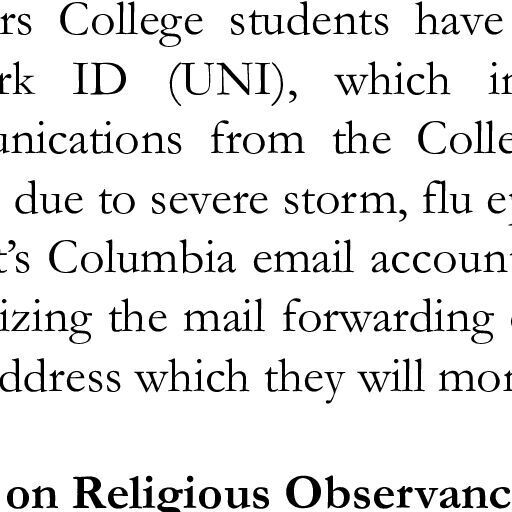 rs College students have
rk ID (UNI), which in
unications from the Colle
due to severe storm, flu ep
t’s Columbia email account
izing the mail forwarding
ddress which they will mon
on Religious Observanc